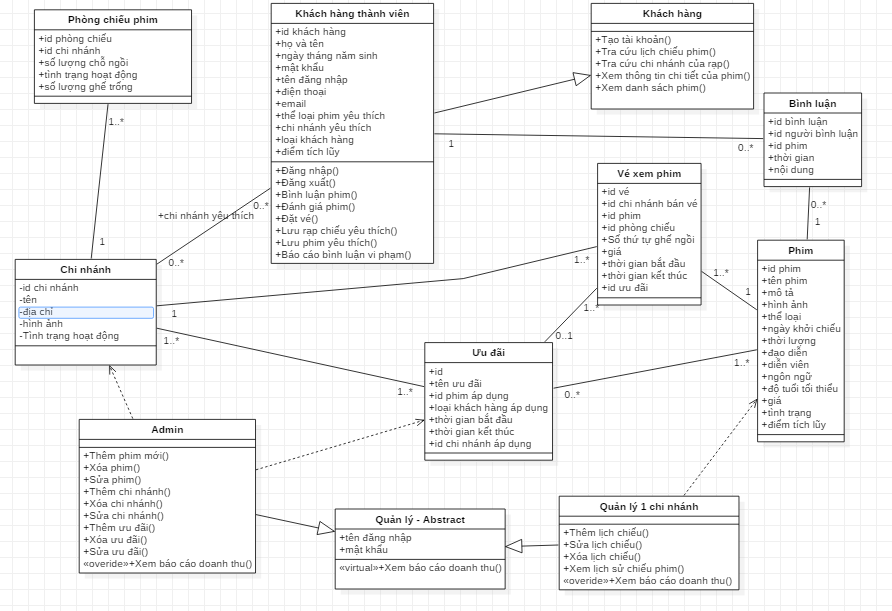 Phòng chiếu phim
+id phòng chiếu
+id chi nhánh
+số lượng chỗ ngồi
+tình trạng hoạt động
+số lượng ghế trống
Khách hàng thành viên
+id khách hàng
+họ và tên
+ngày tháng năm sinh
+mật khẩu
+tên đăng nhập
+điện thoại
+email
+thể loại phim yêu thích
+chi nhánh yêu thích
+loại khách hàng
+điểm tích lũy
+Đăng nhập()
+Đăng xuất()
+Bình luận phim()
+Đánh giá phim()
+Đặt vé()
+Lưu rạp chiếu yêu thích()
+Lưu phim yêu thích()
+Báo cáo bình luận vi phạm()
Khách hàng
+Tạo tài khoản()
+Tra cứu lịch chiếu phim()
+Tra cứu chi nhánh của rạp()
+Xem thông tin chi tiết của phim()
+Xem danh sách phim()
Bình luận
+id bình luận
+id người bình luận
+id phim
+thời gian
+nội dung
1..*
1
1
0..*
Vé xem phim
+id vé
+id chi nhánh bán vé
+id phim
+id phòng chiếu
+Số thứ tự ghế ngồi
+giá
+thời gian bắt đầu
+thời gian kết thúc
+id ưu đãi
0..*
+chi nhánh yêu thích
0..*
0..*
1
Phim
+id phim
+tên phim
+mô tả
+hình ảnh
+thể loại
+ngày khởi chiếu
+thời lượng
+đạo diễn
+diễn viên
+ngôn ngữ
+độ tuổi tối thiểu
+giá
+tình trạng
+điểm tích lũy
Chi nhánh
-id chi nhánh
-tên
-địa chỉ
-hình ảnh
-Tình trạng hoạt động
1..*
1
1..*
1
1..*
0..1
1..*
1..*
0..*
1..*
Ưu đãi
+id
+tên ưu đãi
+id phim áp dụng
+loại khách hàng áp dụng
+thời gian bắt đầu
+thời gian kết thúc
+id chi nhánh áp dụng
Admin
+Thêm phim mới()
+Xóa phim()
+Sửa phim()
+Thêm chi nhánh()
+Xóa chi nhánh()
+Sửa chi nhánh()
+Thêm ưu đãi()
+Xóa ưu đãi()
+Sửa ưu đãi()
«overide»+Xem báo cáo doanh thu()
Quản lý - Abstract
+tên đăng nhập
+mật khẩu
«virtual»+Xem báo cáo doanh thu()
Quản lý 1 chi nhánh
+Thêm lịch chiếu()
+Sửa lịch chiếu()
+Xóa lịch chiếu()
+Xem lịch sử chiếu phim()
«overide»+Xem báo cáo doanh thu()